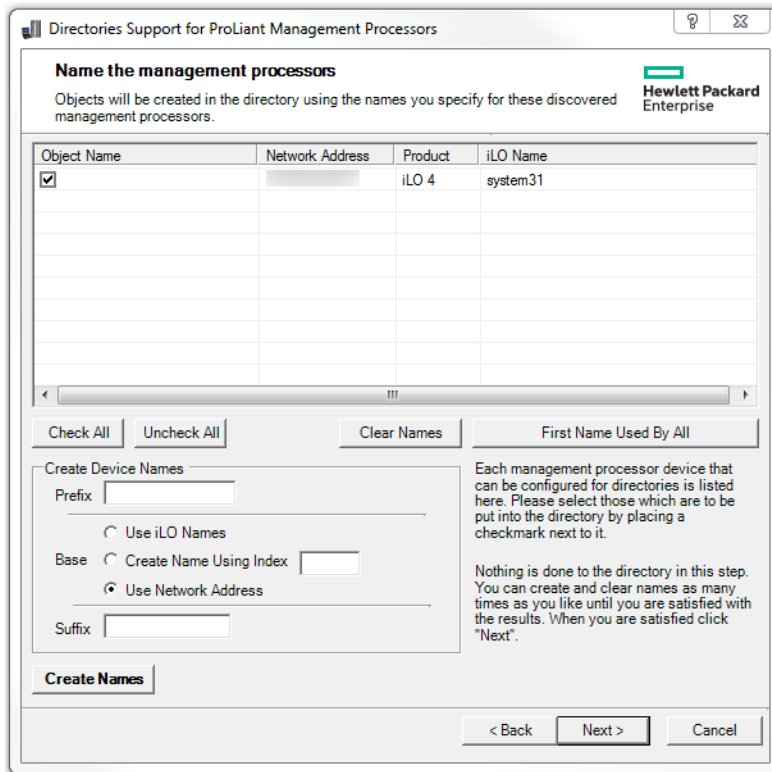 Directories Support for ProLiant Management Processors
Name the management processors
Objects will be created in the directory using the names you specify for these discovered
management processors.
Hewlett Packard
Enterprise
Object Name Network Address Product iLO Name
iLO 4 system31
Check All Uncheck All Clear Names First Name Used By All
Create Device Names
Prefix
Use iLO Names
Base Create Name Using Index
Use Network Address
Suffix
Each management processor device that
can be configured for directories is listed
here. Please select those which are to be
put into the directory by placing a
checkmark next to it.
Nothing is done to the directory in this step.
You can create and clear names as many
times as you like until you are satisfied with
the results. When you are satisfied click
"Next".
Create Names
< Back Next > Cancel